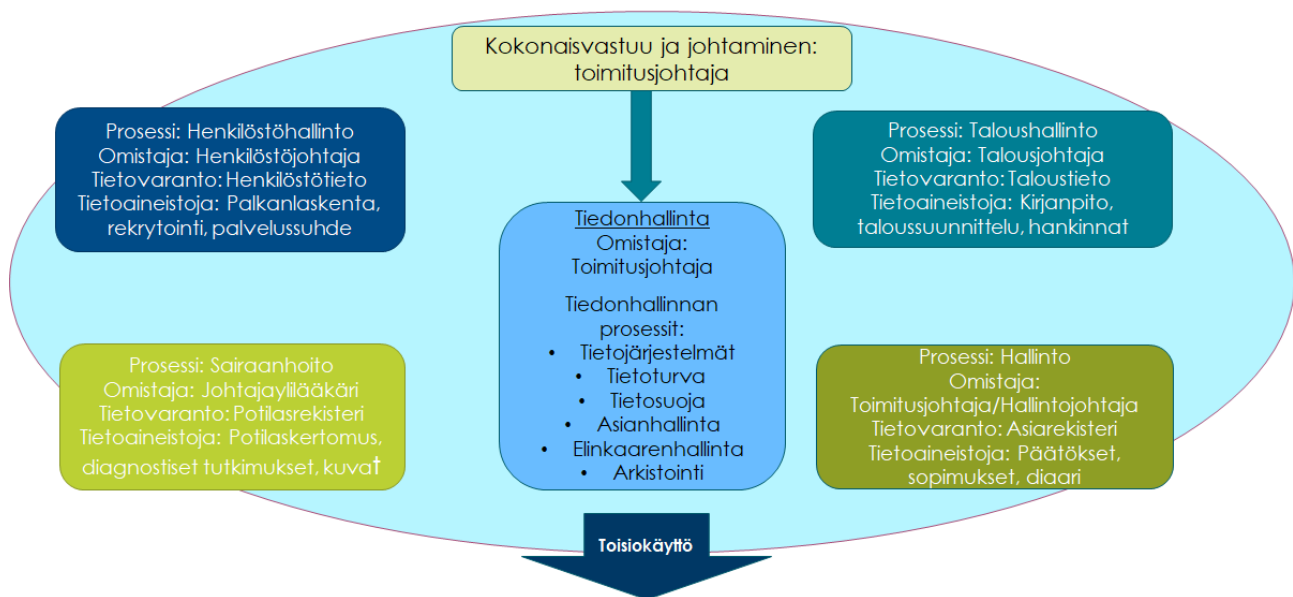 Kokonaisvastuu ja johtaminen:
toimitusjohtaja
Prosessi: Henkilöstöhallinto
Omistaja: Henkilöstöjohtaja
Tietovaranto: Henkilöstötieto
Tietoaineistoja: Palkanlaskenta,
rekrytointi, palvelussuhde
Prosessi: Taloushallinto
Omistaja: Talousjohtaja
Tietovaranto: Taloustieto
Tietoaineistoja: Kirjanpito,
taloussuunnittelu, hankinnat
Tiedonhallinta
Omistaja:
Toimitusjohtaja
Tiedonhallinnan
prosessit:
• Tietojärjestelmät
• Tietoturva
• Tietosuoja
• Asianhallinta
• Elinkaarenhallinta
• Arkistointi
Prosessi: Sairaanhoito
Omistaja: Johtajaylilääkäri
Tietovaranto: Potilasrekisteri
Tietoaineistoja: Potilaskertomus,
diagnostiset tutkimukset, kuvat
Prosessi: Hallinto
Omistaja:
Toimitusjohtaja/Hallintojohtaja
Tietovaranto: Asiarekisteri
Tietoaineistoja: Päätökset,
sopimukset, diaari
Toisiokäyttö